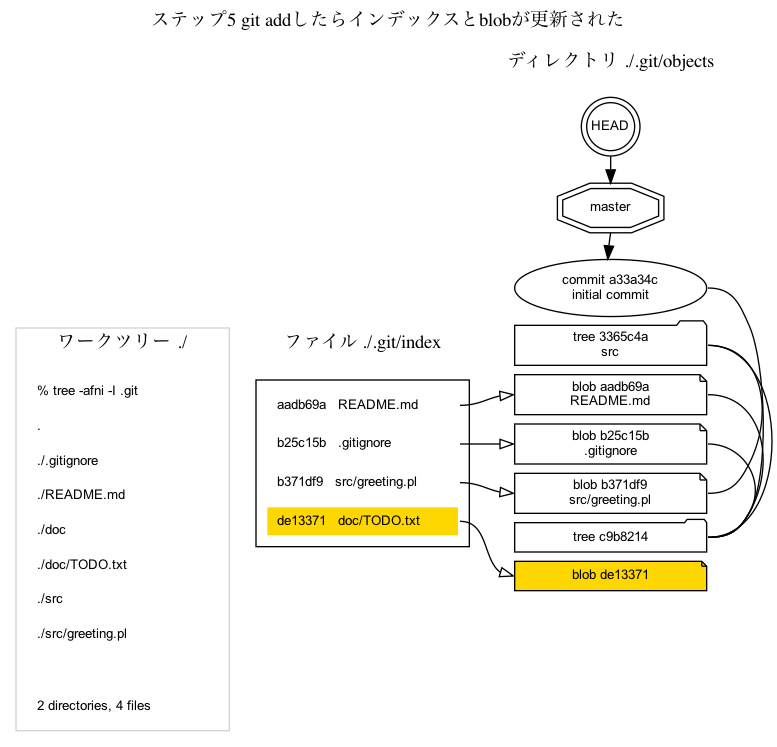 ステップ5 git addしたらインデックスとblobが更新された
ディレクトリ ./.git/objects
HEAD
master
commit a33a34c
initial commit
tree 3365c4a
src
blob aadb69a
README.md
blob b25c15b
.gitignore
blob b371df9
src/greeting.pl
tree c9b8214
blob de13371
ファイル ./.git/index
aadb69a README.md
b25c15b .gitignore
b371df9 src/greeting.pl
de13371 doc/TODO.txt
ワークツリー ./
% tree -afni -I .git
.
./.gitignore
./README.md
./doc
./doc/TODO.txt
./src
./src/greeting.pl
2 directories, 4 files